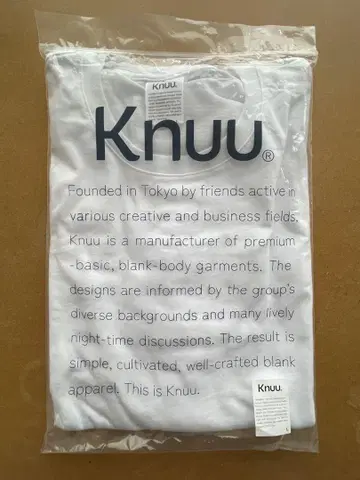 Knuu.
Knuu®
Founded in Tokyo by friends active in
various creative and business fields.
Knuu is a manufacturer of premium
-basic, blank-body garments. The
designs are informed by the group's
diverse backgrounds and many lively
night-time discussions. The result is
simple, cultivated, well-crafted blank
apparel. This is Knuu.
Knuu.
L